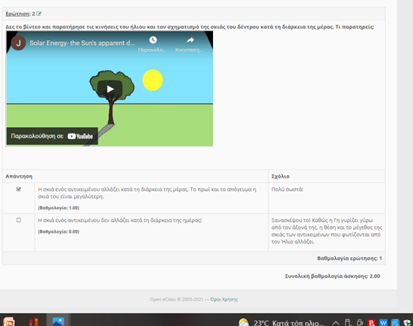 Ερώτηση: 2
Δες το βίντεο και παρατήρησε τις κινήσεις του ήλιου και τον σχηματισμό της σκιάς του δέντρου κατά τη διάρκεια της μέρας. Τι παρατηρείς;
J Solar Energy- the Sun's apparent d...
Παρακολούθηση σε YouTube
Απάντηση Σχόλιο
Η σκιά ενός αντικειμένου αλλάζει κατά τη διάρκεια της μέρας. Το πρωί και το απόγευμα η Πολύ σωστά!
σκιά του είναι μεγαλύτερη.
(Βαθμολογία: 1.00)
Η σκιά ενός αντικειμένου δεν αλλάζει κατά τη διάρκεια της ημέρας! Ξανασκέψου το! Καθώς η Γη γυρίζει γύρω
από τον άξονά της, η θέση και το μέγεθος της
(Βαθμολογία: 0.00) σκιάς των αντικειμένων που φωτίζονται από
τον Ήλιο αλλάζει.
Βαθμολογία ερώτησης: 1
Συνολική βαθμολογία άσκησης: 2.00
Open eClass © 2003-2021 — Όροι Χρήσης
23°C Κατά τόπ ηλιο...